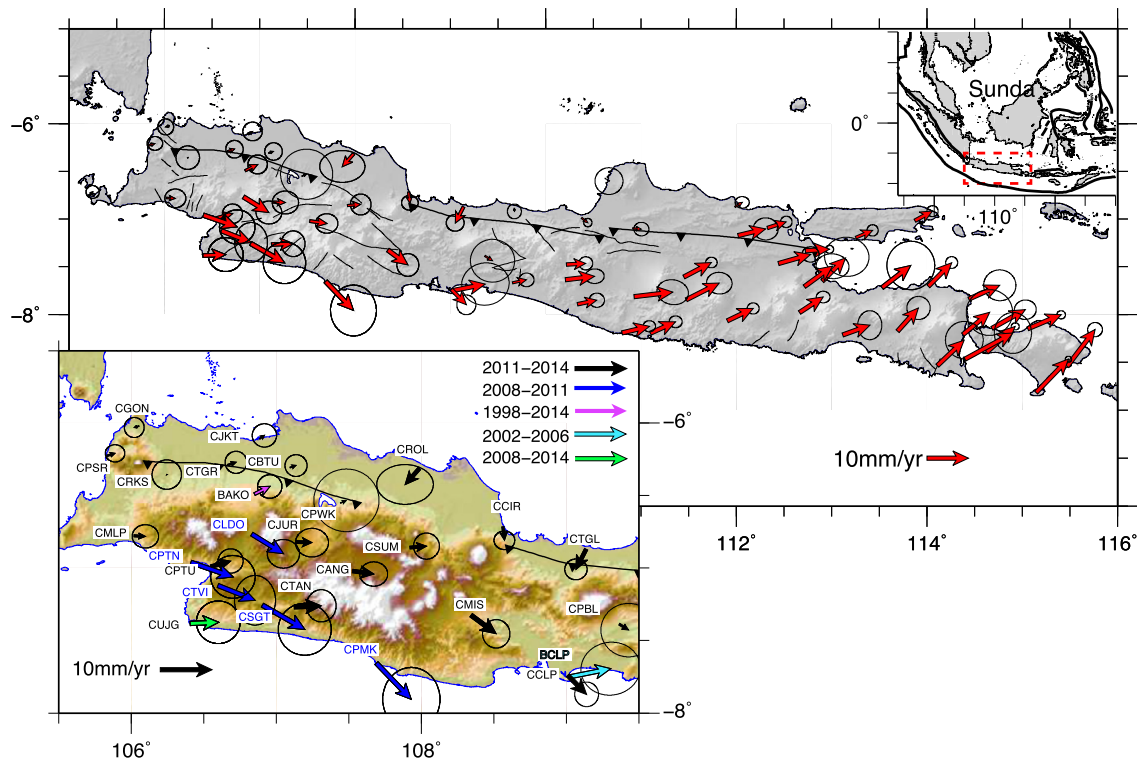 Sunda
−6°
0°
110°
−8°
10mm/yr
112°
114°
116°
2011−2014
2008−2011
1998−2014
2002−2006
2008−2014
CGON
CJKT
−6°
CPSR
CRKS
CTGR
CBTU
CROL
BAKO
CPWK
CCIR
CLDO
CJUR
CMLP
CSUM
CTGL
CPTN
CPTU
CANG
CTVI
CTAN
CMIS
CPBL
CSGT
CUJG
CPMK
BCLP
CCLP
10mm/yr
−8°
106°
108°